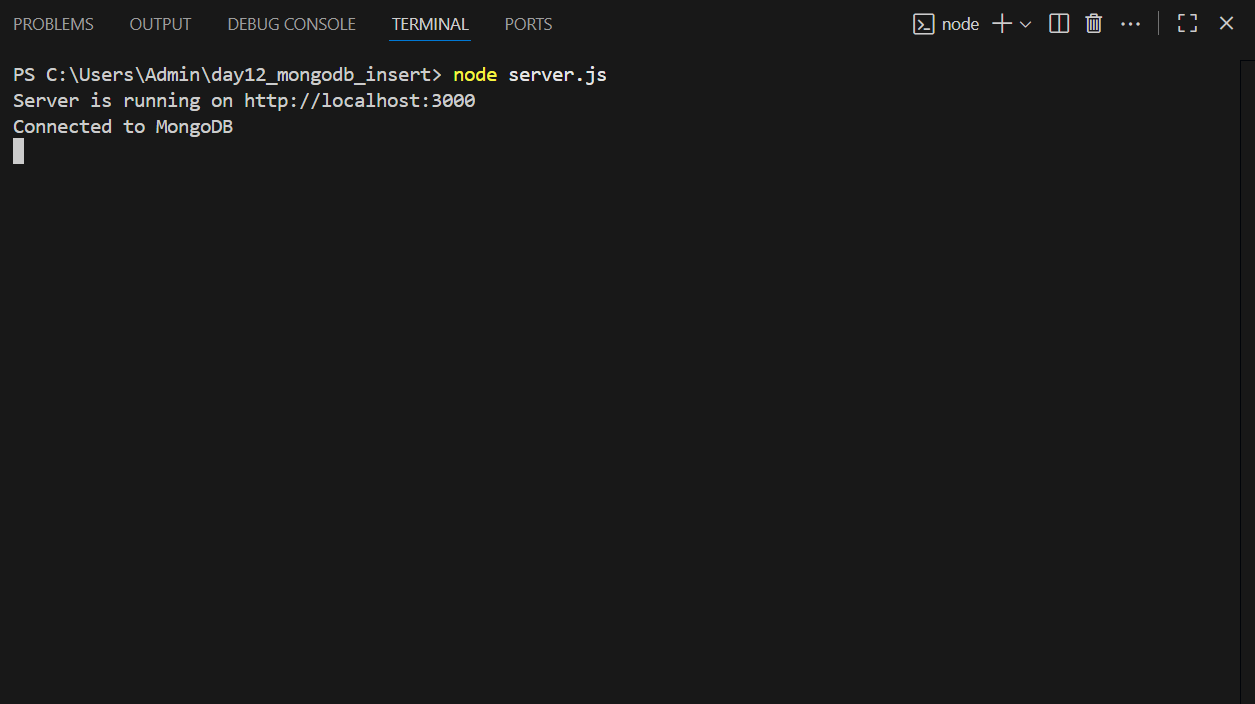 PROBLEMS OUTPUT DEBUG CONSOLE TERMINAL PORTS node
PS C:\Users\Admin\day12_mongodb_insert> node server.js
Server is running on http://localhost:3000
Connected to MongoDB